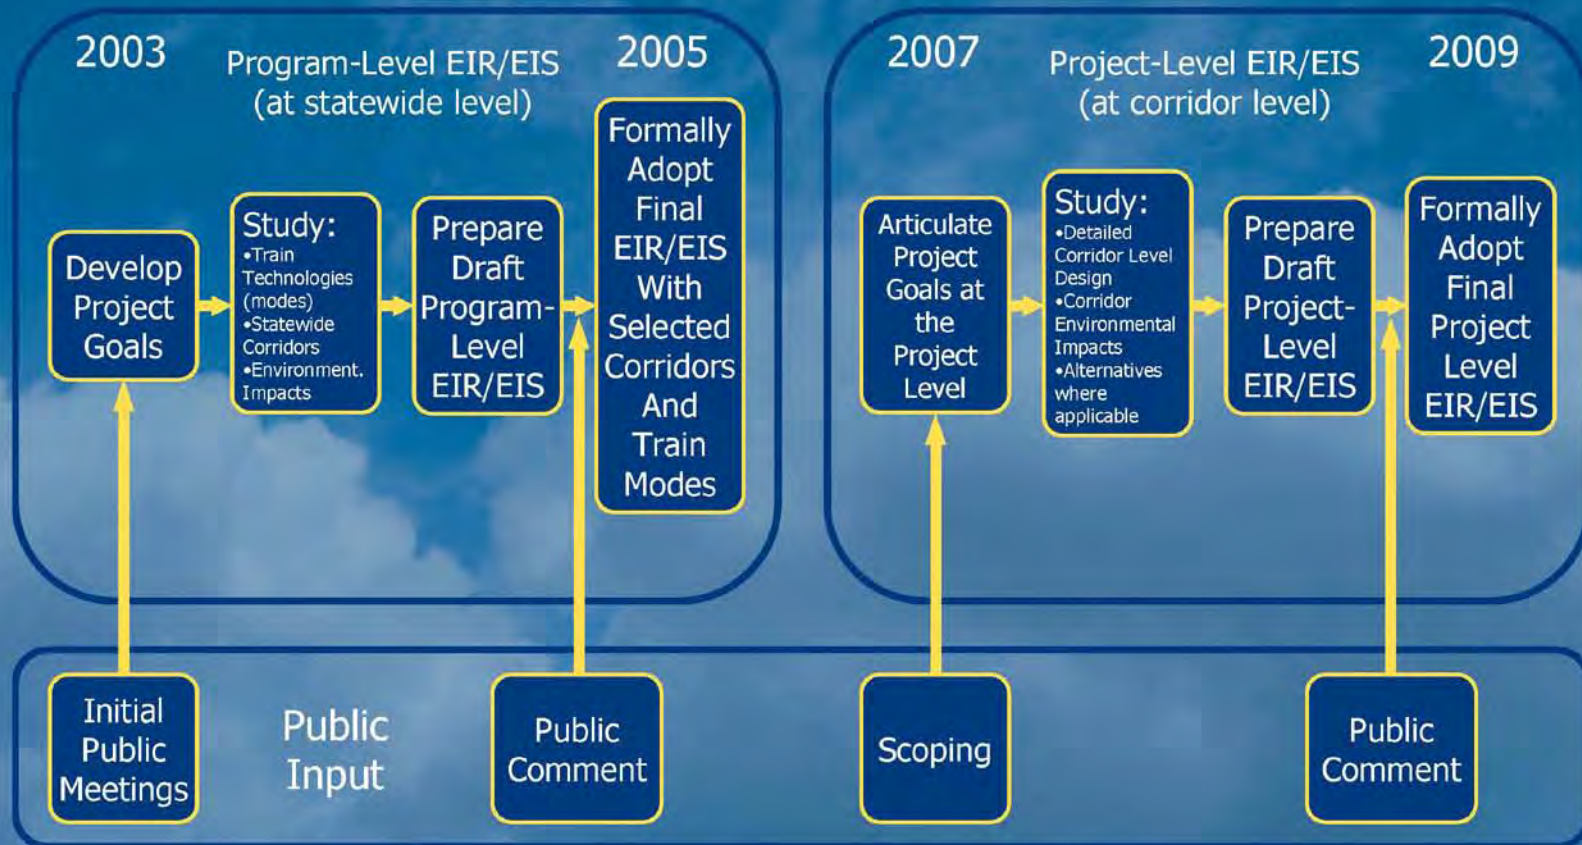 2003
Program-Level EIR/EIS
(at statewide level)
2005
Develop
Project
Goals
Study:
•Train
Technologies
(modes)
•Statewide
Corridors
•Environment.
Impacts
Prepare
Draft
Program-
Level
EIR/EIS
Formally
Adopt
Final
EIR/EIS
With
Selected
Corridors
And
Train
Modes
2007
Project-Level EIR/EIS
(at corridor level)
2009
Articulate
Project
Goals at
the
Project
Level
Study:
•Detailed
Corridor Level
Design
•Corridor
Environmental
Impacts
•Alternatives
where
applicable
Prepare
Draft
Project-
Level
EIR/EIS
Formally
Adopt
Final
Project
Level
EIR/EIS
Initial
Public
Meetings
Public
Input
Public
Comment
Scoping
Public
Comment